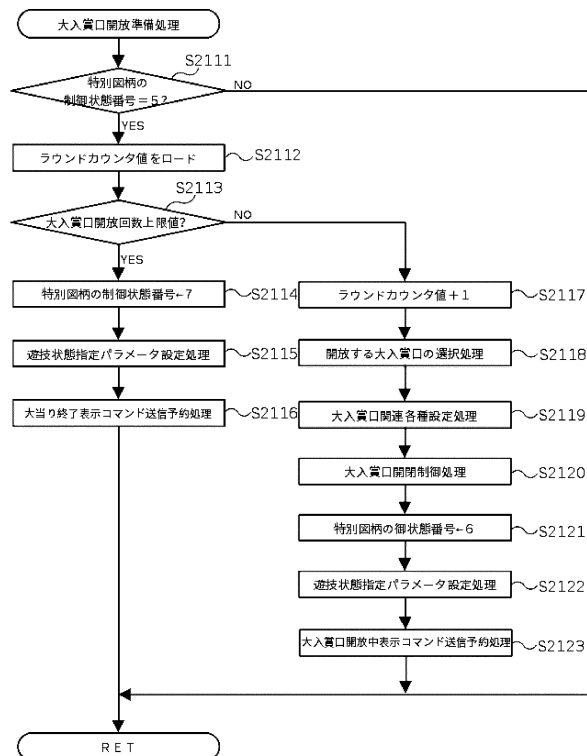 大入賞口開放準備処理
S2111
特別図柄の
制御状態番号=5?
NO
YES
ラウンドカウンタ値をロード
S2112
S2113
大入賞口開放回数上限値?
NO
YES
特別図柄の制御状態番号←7
S2114
遊技状態指定パラメータ設定処理
S2115
大当り終了表示コマンド送信予約処理
S2116
ラウンドカウンタ値+1
S2117
開放する大入賞口の選択処理
S2118
大入賞口関連各種設定処理
S2119
大入賞口開閉制御処理
S2120
特別図柄の御状態番号←6
S2121
遊技状態指定パラメータ設定処理
S2122
大入賞口開放中表示コマンド送信予約処理
S2123
RET